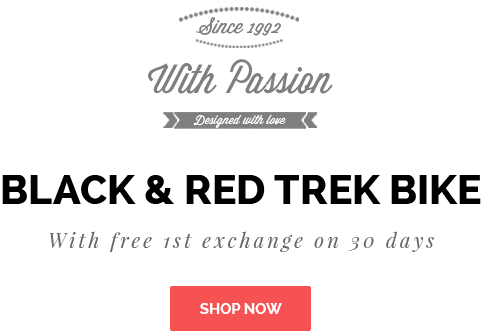 Since 1992
With Passion
Designed with love
BLACK & RED TREK BIKE
With free 1st exchange on 30 days
SHOP NOW